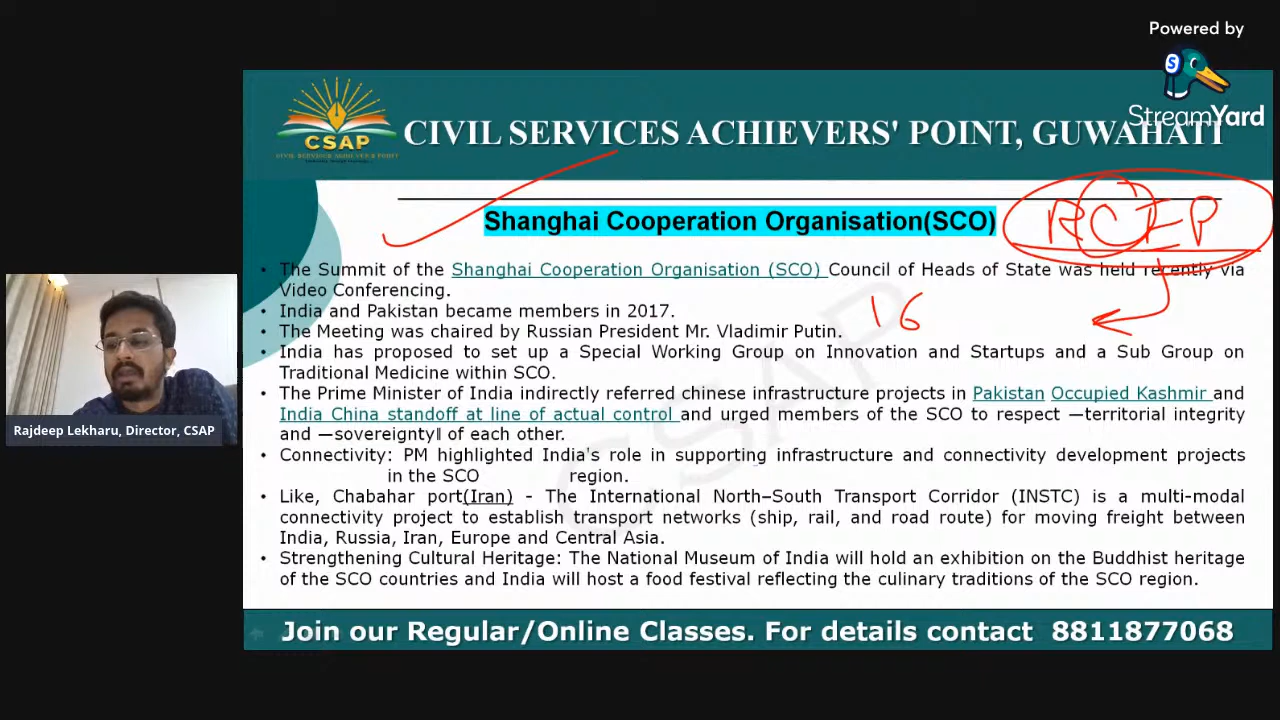 Powered by
StreamYard
CSAP
CIVIL SERVICES ACHIEVERS' POINT, GUWAHATI
Shanghai Cooperation Organisation(SCO)
RCEP
• The Summit of the Shanghai Cooperation Organisation (SCO) Council of Heads of State was held recently via
Video Conferencing.
• India and Pakistan became members in 2017.
16
• The Meeting was chaired by Russian President Mr. Vladimir Putin.
• India has proposed to set up a Special Working Group on Innovation and Startups and a Sub Group on
Traditional Medicine within SCO.
• The Prime Minister of India indirectly referred chinese infrastructure projects in Pakistan Occupied Kashmir and
India China standoff at line of actual control and urged members of the SCO to respect —territorial integrity
and —sovereignty‖ of each other.
• Connectivity: PM highlighted India's role in supporting infrastructure and connectivity development projects
in the SCO region.
• Like, Chabahar port(Iran) - The International North–South Transport Corridor (INSTC) is a multi-modal
connectivity project to establish transport networks (ship, rail, and road route) for moving freight between
India, Russia, Iran, Europe and Central Asia.
• Strengthening Cultural Heritage: The National Museum of India will hold an exhibition on the Buddhist heritage
of the SCO countries and India will host a food festival reflecting the culinary traditions of the SCO region.
CSAP
Rajdeep Lekharu, Director, CSAP
Join our Regular/Online Classes. For details contact 8811877068